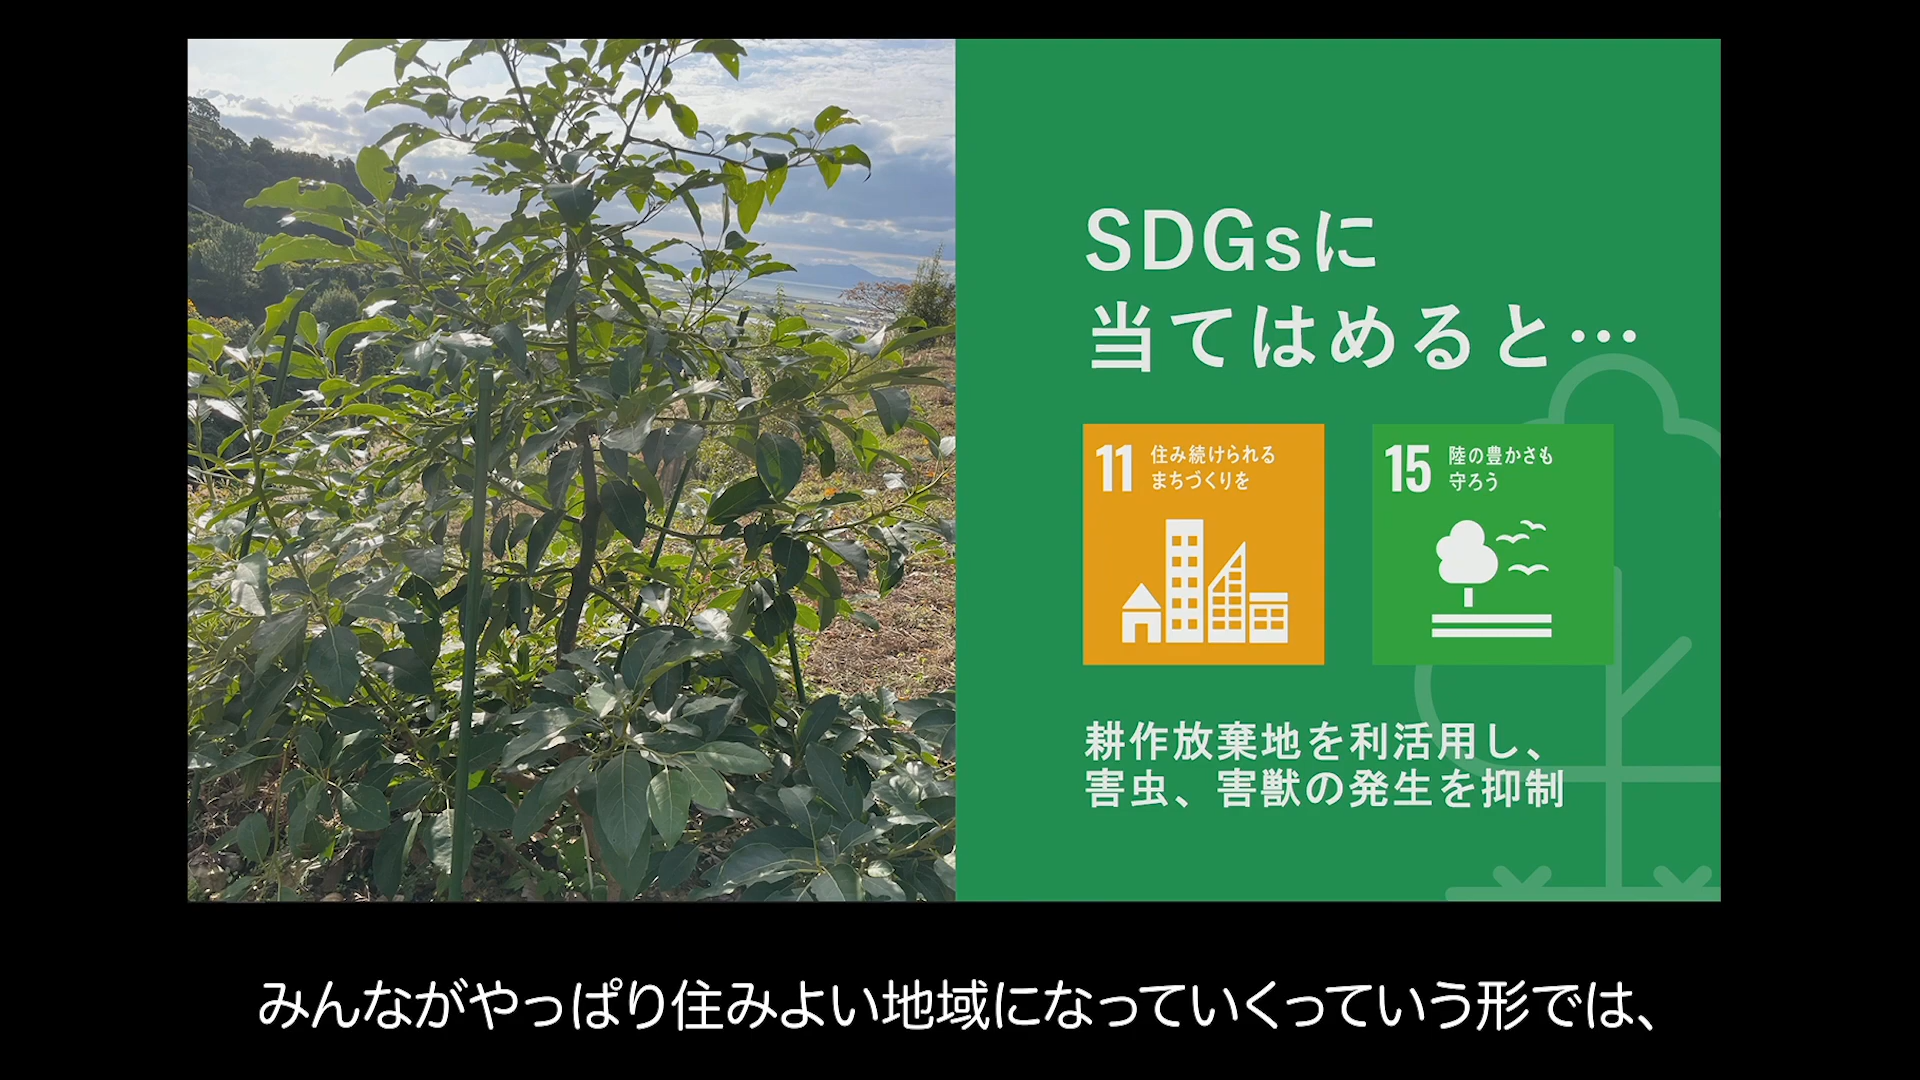 SDGsに
当てはめると…
11 住み続けられる
まちづくりを
15 陸の豊かさも
守ろう
耕作放棄地を利活用し、
害虫、害獣の発生を抑制
みんながやっぱり住みよい地域になっていくっていう形では、